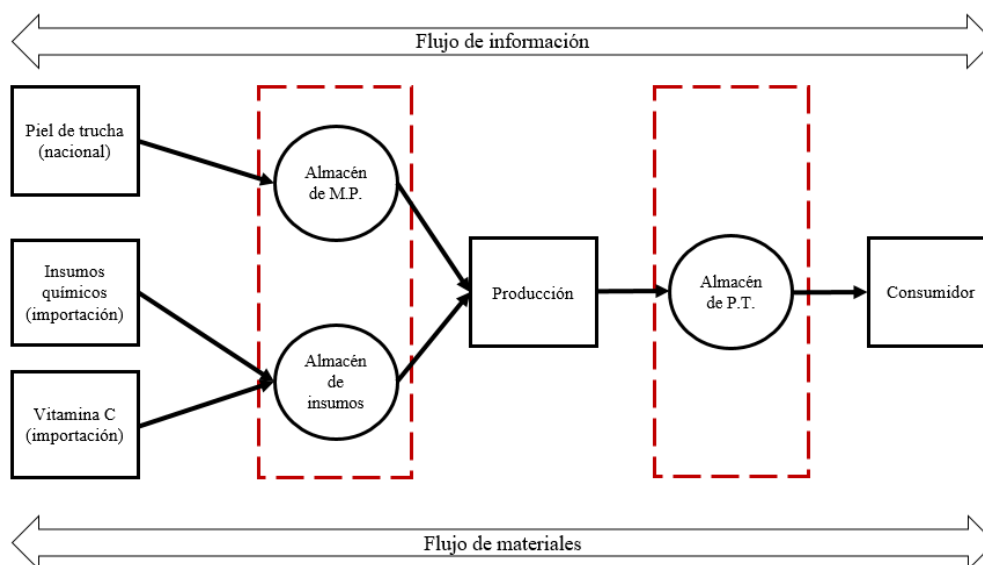 Flujo de información
Piel de trucha
(nacional)
Almacén
de M.P.
Insumos
químicos
(importación)
Producción
Almacén
de P.T.
Consumidor
Almacén
de
insumos
Vitamina C
(importación)
Flujo de materiales